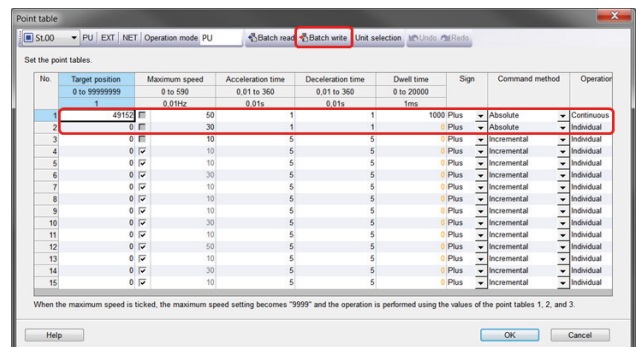 Point table
St.00 PU EXT NET Operation mode PU Batch read Batch write Unit selection Undo Redo
Set the point tables.
No. Target position Maximum speed Acceleration time Deceleration time Dwell time Sign Command method Operation
0 to 99999999 0 to 590 0,01 to 360 0,01 to 360 0 to 20000
1 0,01Hz 0,01s 0,01s 1ms
1 49152 50 1 1 1000 Plus Absolute Continuous
2 0 30 1 1 0 Plus Absolute Individual
3 0 10 5 5 0 Plus Incremental Individual
4 0 10 5 5 0 Plus Incremental Individual
5 0 10 5 5 0 Plus Incremental Individual
6 0 30 5 5 0 Plus Incremental Individual
7 0 10 5 5 0 Plus Incremental Individual
8 0 10 5 5 0 Plus Incremental Individual
9 0 10 5 5 0 Plus Incremental Individual
10 0 30 5 5 0 Plus Incremental Individual
11 0 10 5 5 0 Plus Incremental Individual
12 0 50 5 5 0 Plus Incremental Individual
13 0 10 5 5 0 Plus Incremental Individual
14 0 30 5 5 0 Plus Incremental Individual
15 0 10 5 5 0 Plus Incremental Individual
When the maximum speed is ticked, the maximum speed setting becomes "9999" and the operation is performed using the values of the point tables 1, 2, and 3.
Help OK Cancel